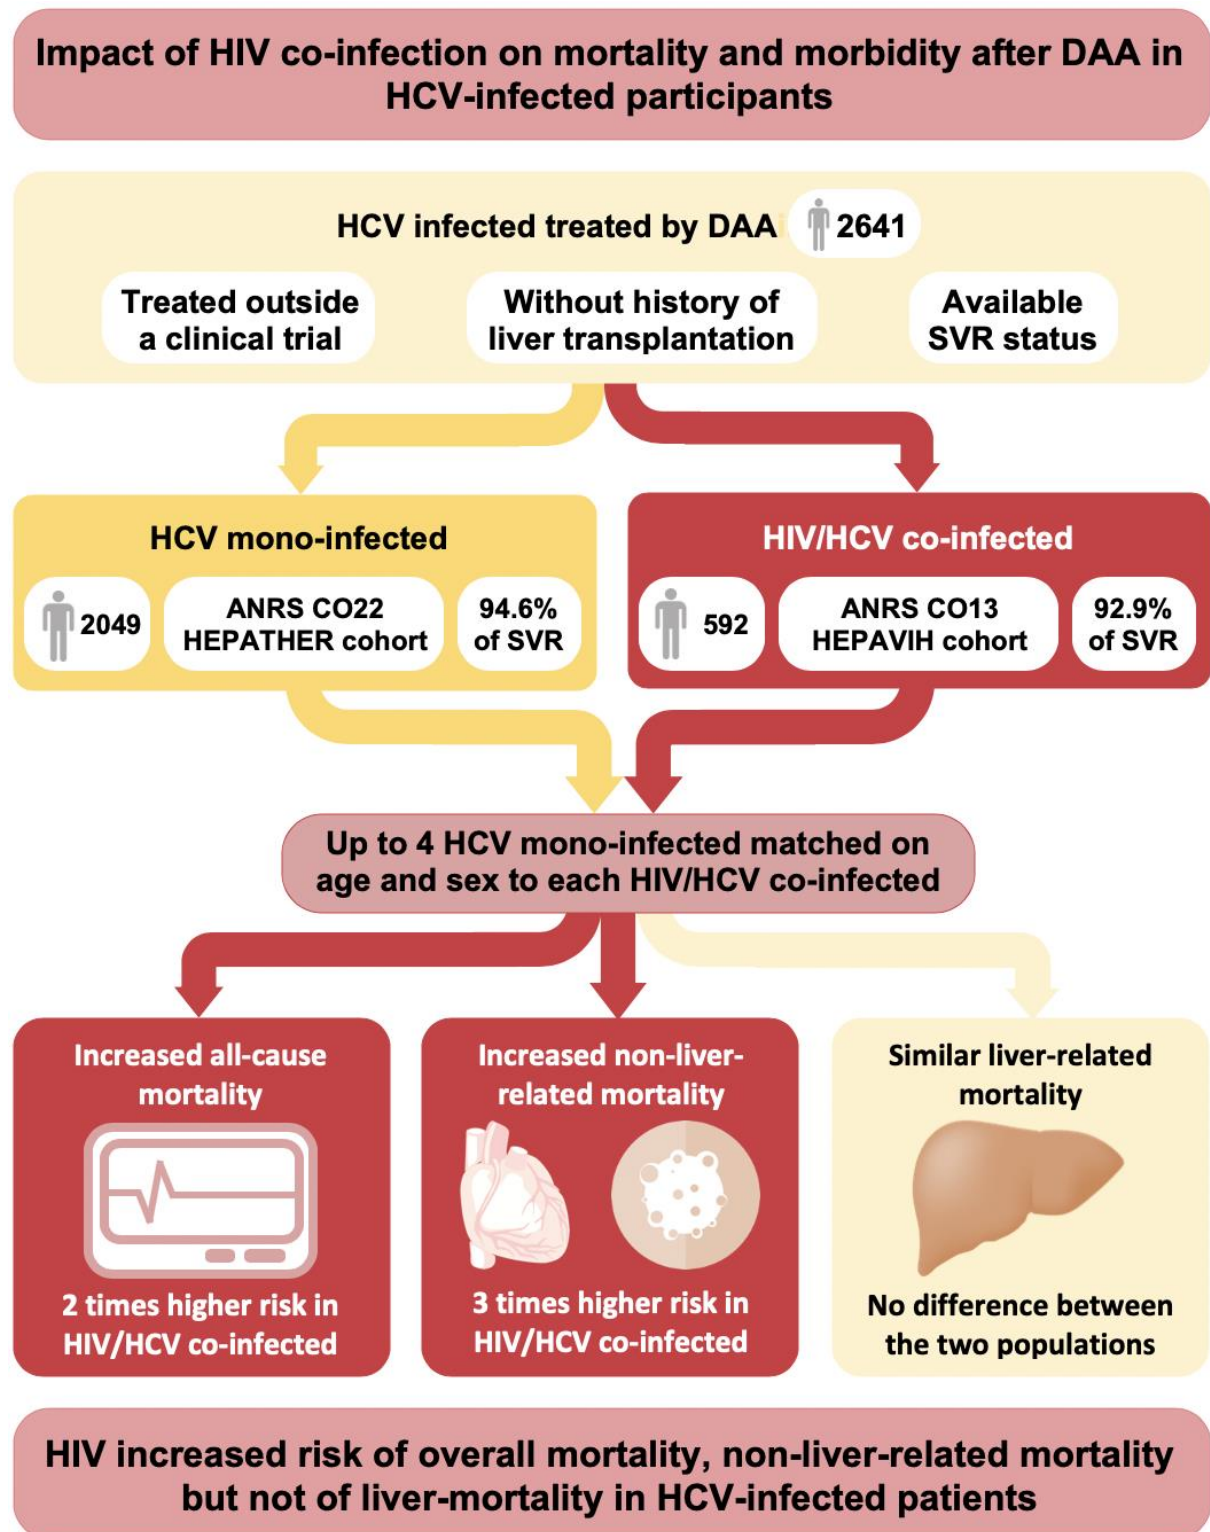 Impact of HIV co-infection on mortality and morbidity after DAA in
HCV-infected participants
HCV infected treated by DAA
2641
Treated outside
a clinical trial
Without history of
liver transplantation
Available
SVR status
HCV mono-infected
2049
ANRS CO22
HEPATHER cohort
94.6%
of SVR
HIV/HCV co-infected
592
ANRS CO13
HEPAVIH cohort
92.9%
of SVR
Up to 4 HCV mono-infected matched on
age and sex to each HIV/HCV co-infected
Increased all-cause
mortality
2 times higher risk in
HIV/HCV co-infected
Increased non-liver-
related mortality
3 times higher risk in
HIV/HCV co-infected
Similar liver-related
mortality
No difference between
the two populations
HIV increased risk of overall mortality, non-liver-related mortality
but not of liver-mortality in HCV-infected patients